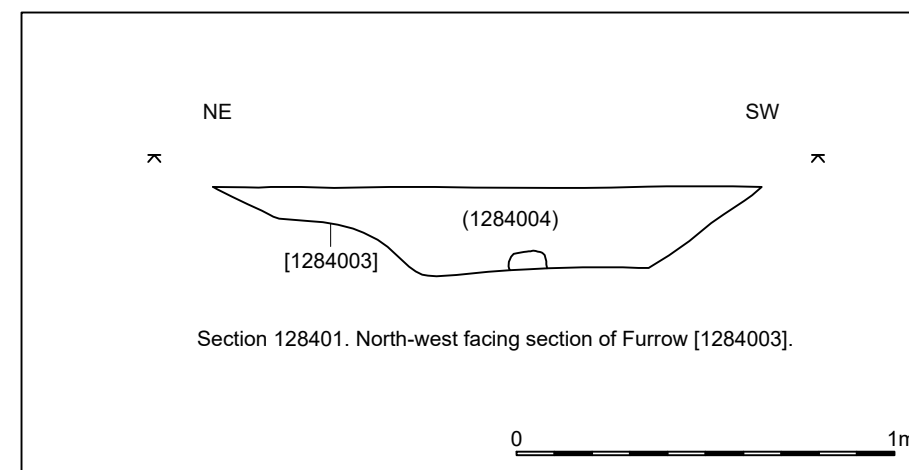 NE SW
(1284004)
[1284003]
Section 128401. North-west facing section of Furrow [1284003].
0 1m